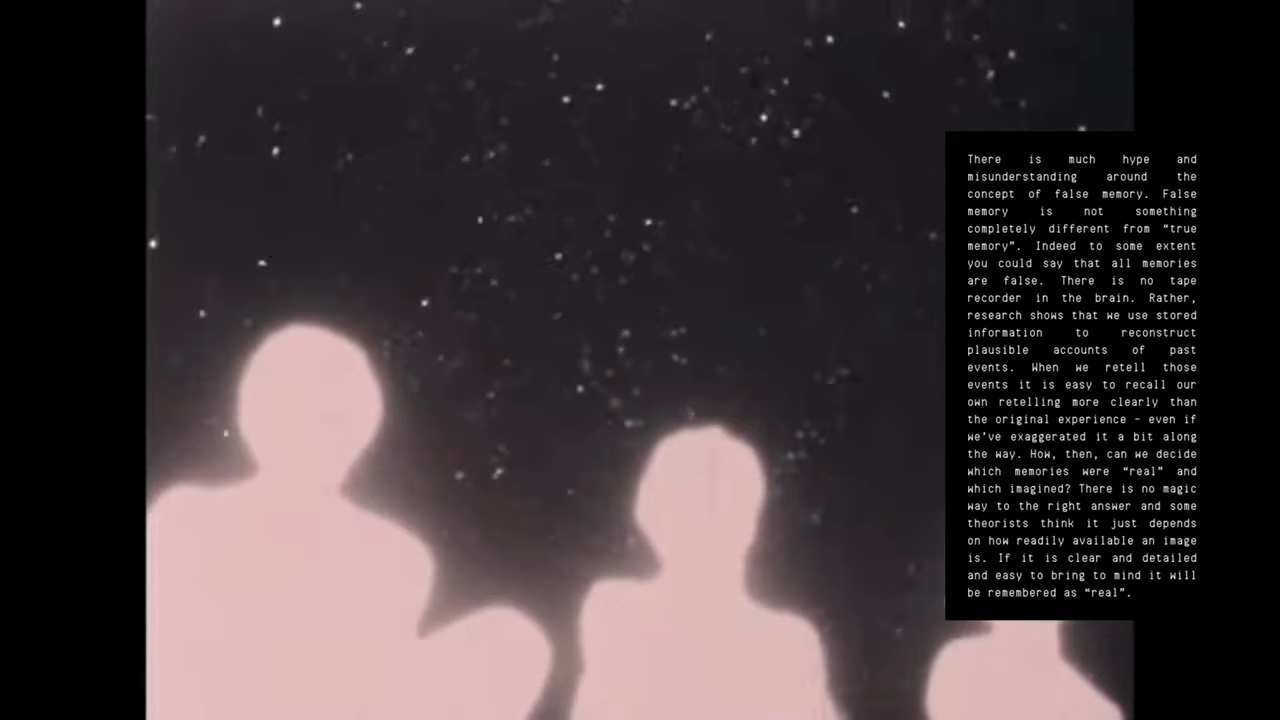 There is much hype and
misunderstanding around the
concept of false memory. False
memory is not something
completely different from “true
memory”. Indeed to some extent
you could say that all memories
are false. There is no tape
recorder in the brain. Rather,
research shows that we use stored
information to reconstruct
plausible accounts of past
events. When we retell those
events it is easy to recall our
own retelling more clearly than
the original experience - even if
we’ve exaggerated it a bit along
the way. How, then, can we decide
which memories were “real” and
which imagined? There is no magic
way to the right answer and some
theorists think it just depends
on how readily available an image
is. If it is clear and detailed
and easy to bring to mind it will
be remembered as “real”.